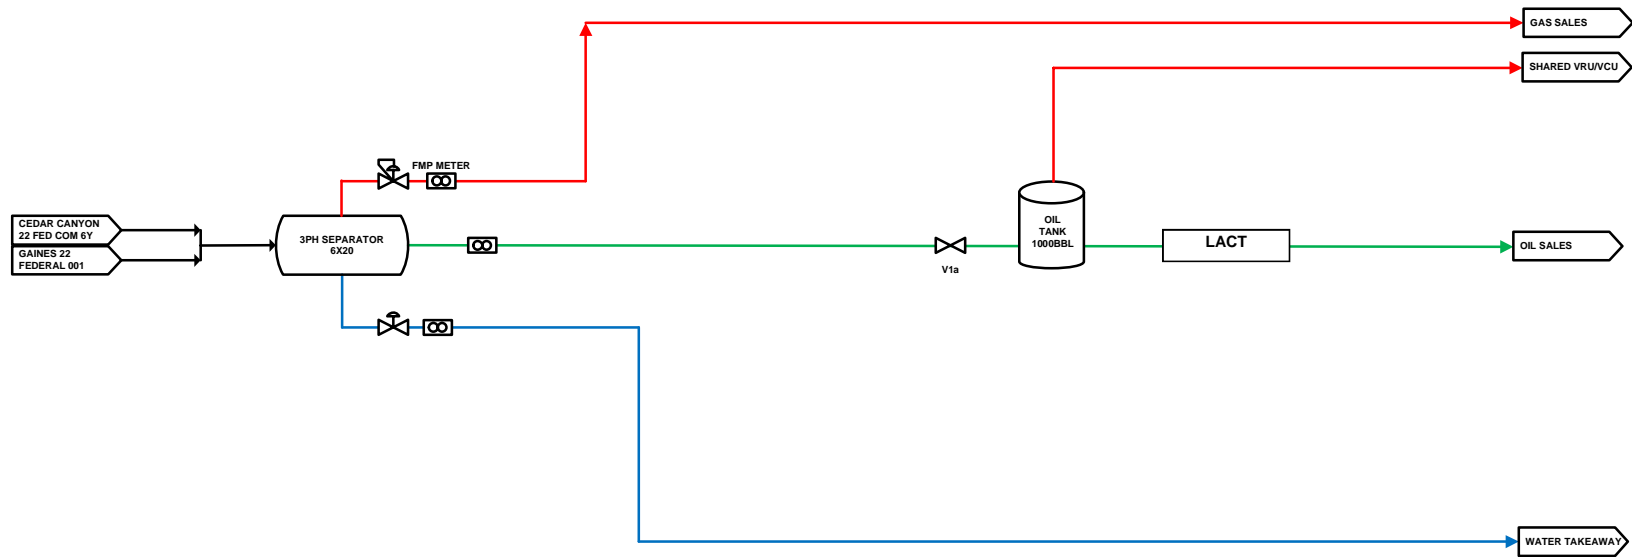 GAS SALES
SHARED VRU/VCU
FMP METER
CEDAR CANYON
22 FED COM 6Y
GAINES 22
FEDERAL 001
3PH SEPARATOR
6X20
V1a
OIL
TANK
1000BBL
LACT
OIL SALES
WATER TAKEAWAY